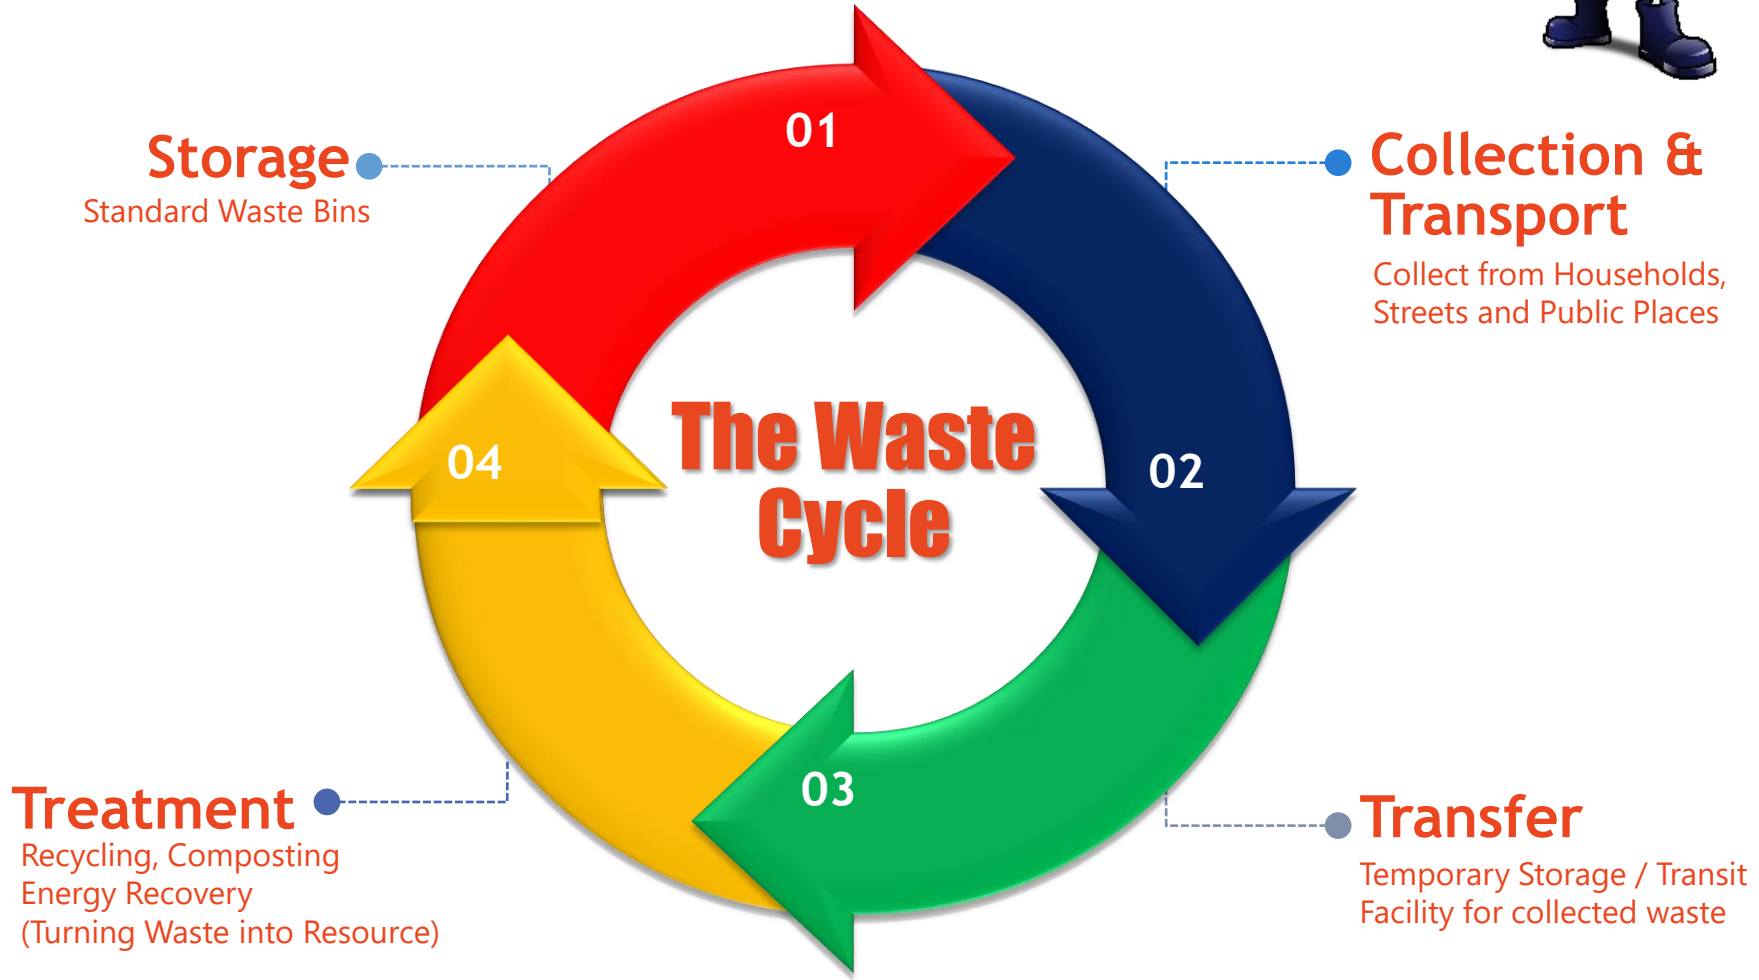 01
Storage
Standard Waste Bins
Collection &
Transport
Collect from Households,
Streets and Public Places
The Waste
Cycle
04
02
03
Treatment
Recycling, Composting
Energy Recovery
(Turning Waste into Resource)
Transfer
Temporary Storage / Transit
Facility for collected waste